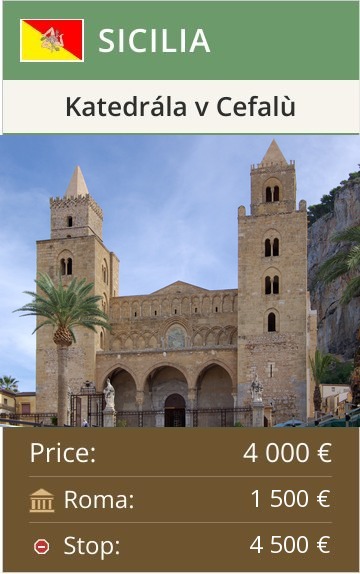 SICILIA
Katedrála v Cefalù
Price: 4 000 €
Roma: 1 500 €
Stop: 4 500 €